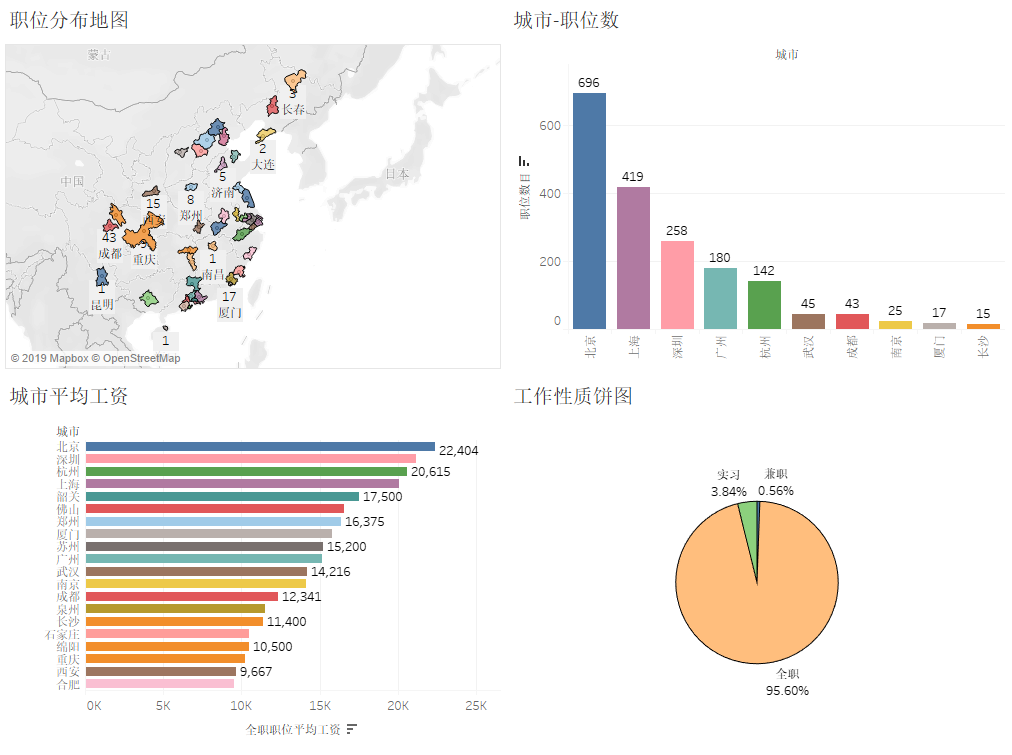 职位分布地图
蒙古
3
长春
2
大连
中国
日本
5
济南
15
8
郑州
43
成都
重庆
1
南昌
1
昆明
17
厦门
1
© 2019 Mapbox © OpenStreetMap
城市-职位数
城市
职位数目
600
400
200
0
696
419
258
180
142
45
43
25
17
15
北京
上海
深圳
广州
杭州
武汉
成都
南京
厦门
长沙
城市平均工资
城市
北京 22,404
深圳
杭州 20,615
上海
韶关 17,500
佛山
郑州 16,375
厦门
苏州 15,200
广州
武汉 14,216
南京
成都 12,341
泉州
长沙 11,400
石家庄
绵阳 10,500
重庆
西安 9,667
合肥
0K 5K 10K 15K 20K 25K
全职职位平均工资
工作性质饼图
实习
3.84%
兼职
0.56%
全职
95.60%